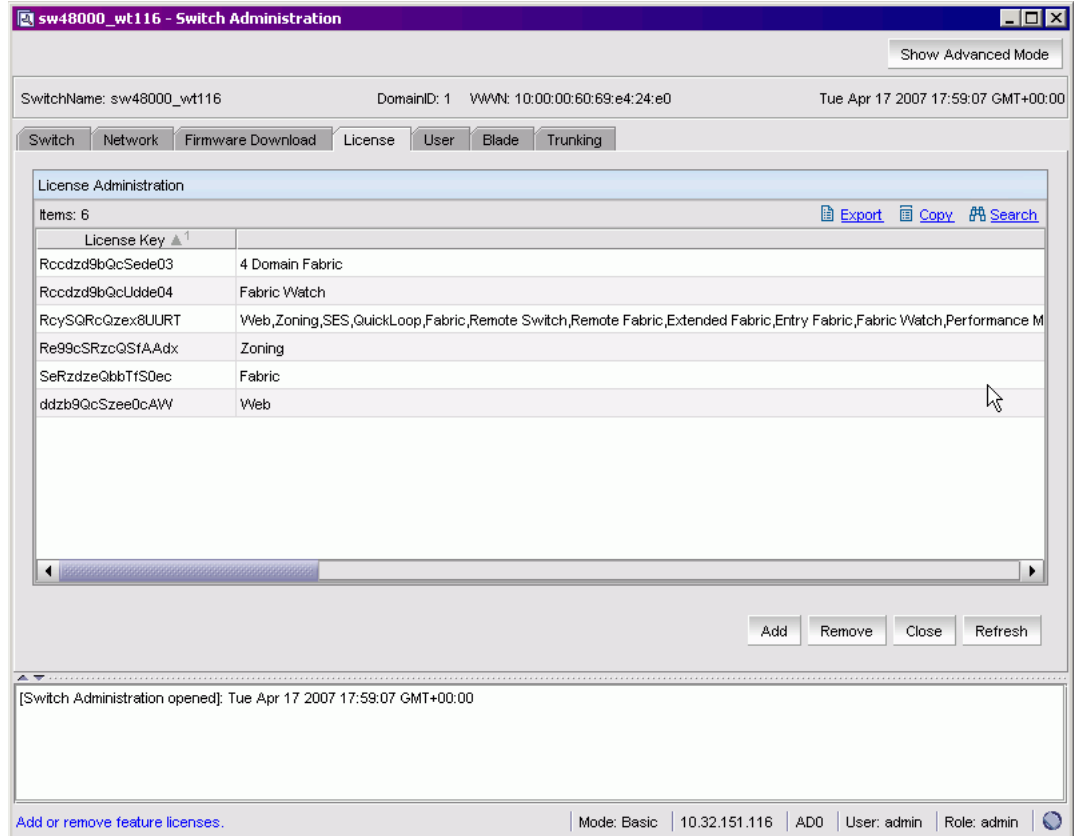 sw48000_wt116 - Switch Administration
Show Advanced Mode
SwitchName: sw48000_wt116 DomainID: 1 WWN: 10:00:00:60:69:e4:24:e0 Tue Apr 17 2007 17:59:07 GMT+00:00
Switch Network Firmware Download License User Blade Trunking
License Administration
Items: 6 Export Copy Search
License Key 1
Rccdzd9bQcSede03 4 Domain Fabric
Rccdzd9bQcUdde04 Fabric Watch
RcySQRcQzex8UURT Web,Zoning,SES,QuickLoop,Fabric,Remote Switch,Remote Fabric,Extended Fabric,Entry Fabric,Fabric Watch,Performance M
Re99cSRzcQSfAAdx Zoning
SeRzdzeQbbTfS0ec Fabric
ddzb9QcSzee0cAW Web
Add Remove Close Refresh
[Switch Administration opened]: Tue Apr 17 2007 17:59:07 GMT+00:00
Add or remove feature licenses. Mode: Basic 10.32.151.116 AD0 User: admin Role: admin